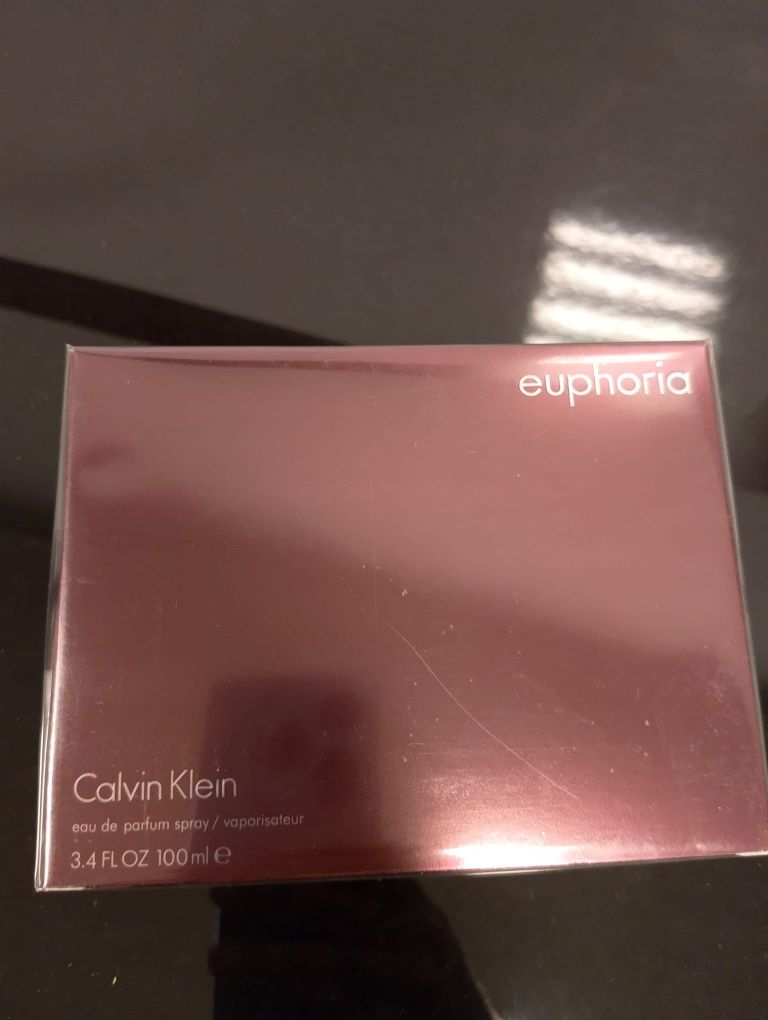 euphoria
Calvin Klein
eau de parfum spray / vaporisateur
3.4 FL OZ 100 ml ℮